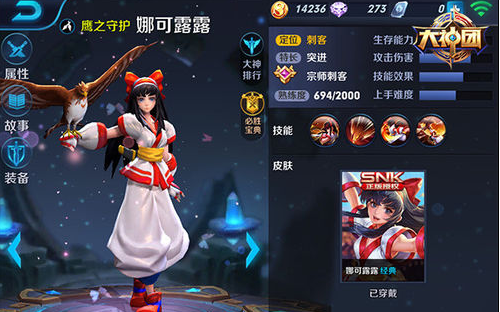 鹰之守护 娜可露露
14236
273
0
大神团
属性
故事
装备
大神
排行
必胜
宝典
定位 刺客
特长 突进
宗师刺客
熟练度 694/2000
生存能力
攻击伤害
技能效果
上手难度
技能
皮肤
SNK
正版授权
娜可露露 经典
已穿戴